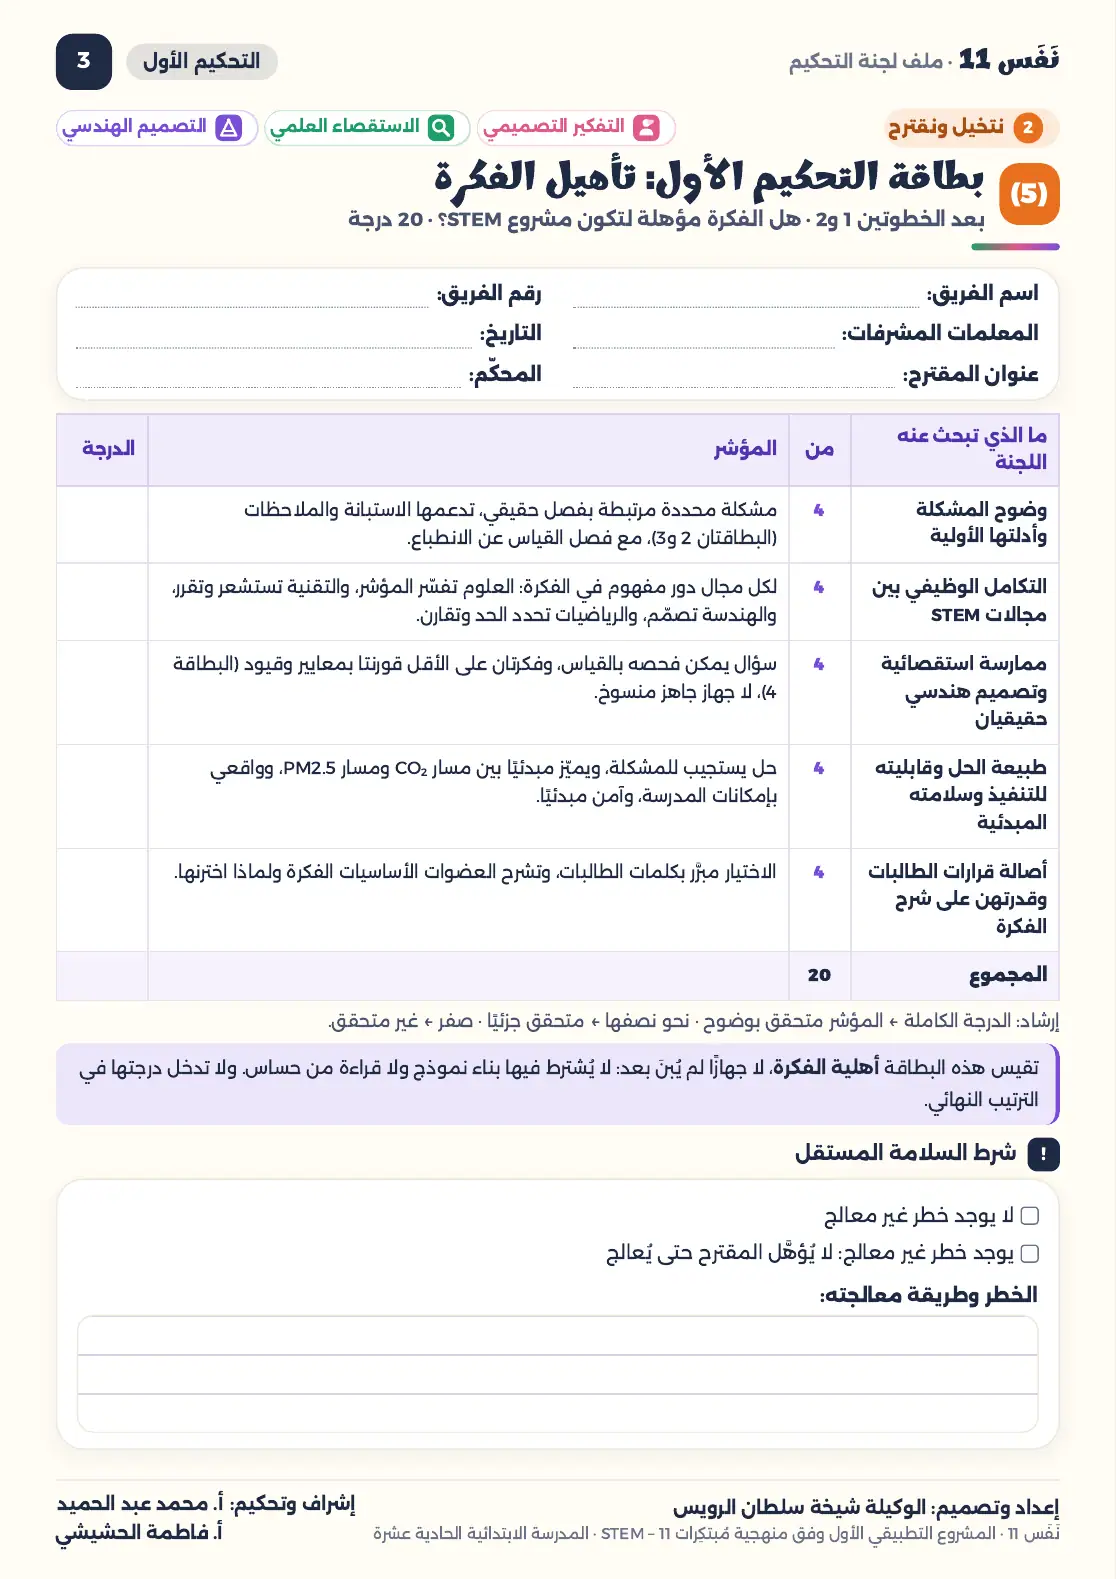 نَفَس 11 · ملف لجنة التحكيم
التحكيم الأول
3
2 نتخيل ونقترح
التفكير التصميمي
الاستقصاء العلمي
التصميم الهندسي
(5) بطاقة التحكيم الأول: تأهيل الفكرة
بعد الخطوتين 1 و2 · هل الفكرة مؤهلة لتكون مشروع STEM؟ · 20 درجة
اسم الفريق:
رقم الفريق:
المعلمات المشرفات:
التاريخ:
عنوان المقترح:
المحكّم:
ما الذي تبحث عنه
اللجنة
من
المؤشر
الدرجة
وضوح المشكلة
وأدلتها الأولية
4
مشكلة محددة مرتبطة بفصل حقيقي، تدعمها الاستبانة والملاحظات
(البطاقتان 2 و3)، مع فصل القياس عن الانطباع.
التكامل الوظيفي بين
مجالات STEM
4
لكل مجال دور مفهوم في الفكرة: العلوم تفسّر المؤشر، والتقنية تستشعر وتقرر،
والهندسة تصمّم، والرياضيات تحدد الحد وتقارن.
ممارسة استقصائية
وتصميم هندسي
حقيقيان
4
سؤال يمكن فحصه بالقياس، وفكرتان على الأقل قورنتا بمعايير وقيود (البطاقة
4)، لا جهاز جاهز منسوخ.
طبيعة الحل وقابليته
للتنفيذ وسلامته
المبدئية
4
حل يستجيب للمشكلة، ويميّز مبدئيًا بين مسار CO₂ ومسار PM2.5، وواقعي
بإمكانات المدرسة، وآمن مبدئيًا.
أصالة قرارات الطالبات
وقدرتهن على شرح
الفكرة
4
الاختيار مبرَّر بكلمات الطالبات، وتشرح العضوات الأساسيات الفكرة ولماذا اخترنها.
المجموع
20
إرشاد: الدرجة الكاملة ← المؤشر متحقق بوضوح · نحو نصفها ← متحقق جزئيًا · صفر ← غير متحقق.
تقيس هذه البطاقة أهلية الفكرة، لا جهازًا لم يُبنَ بعد: لا يُشترط فيها بناء نموذج ولا قراءة من حساس. ولا تدخل درجتها في
الترتيب النهائي.
! شرط السلامة المستقل
لا يوجد خطر غير معالج
يوجد خطر غير معالج: لا يُؤهَّل المقترح حتى يُعالج
الخطر وطريقة معالجته:
إعداد وتصميم: الوكيلة شيخة سلطان الرويس
نَفَس 11 · المشروع التطبيقي الأول وفق منهجية مُبتكِرات 11 – STEM · المدرسة الابتدائية الحادية عشرة
إشراف وتحكيم: أ. محمد عبد الحميد
أ. فاطمة الحشيشي